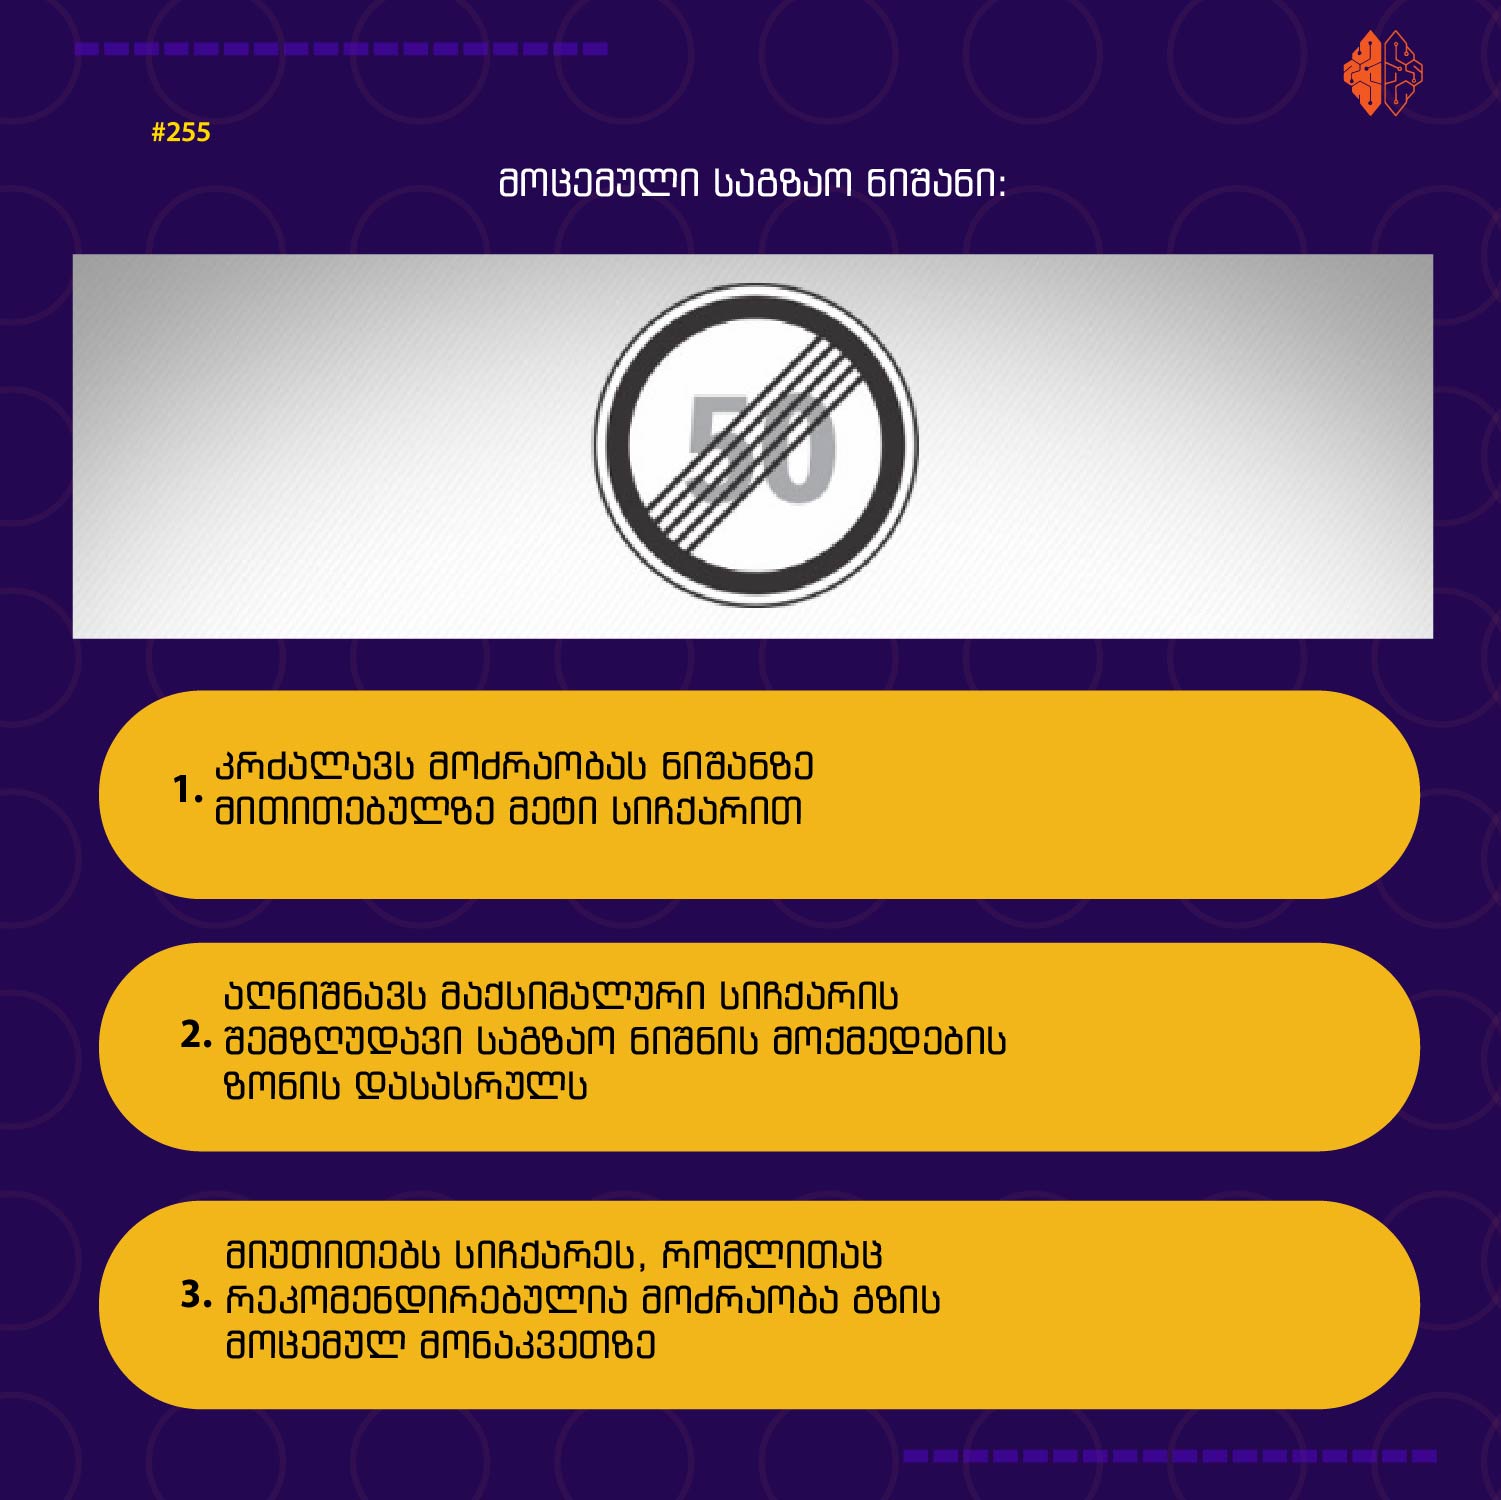 #255
მოცემული საგზაო ნიშანი:
50
1. კრძალავს მოძრაობას ნიშანზე
მითითებულზე მეტი სიჩქარით
აღნიშნავს მაქსიმალური სიჩქარის
2. შემზღუდავი საგზაო ნიშნის მოქმედების
ზონის დასასრულს
მიუთითებს სიჩქარეს, რომლითაც
3. რეკომენდირებულია მოძრაობა გზის
მოცემულ მონაკვეთზე